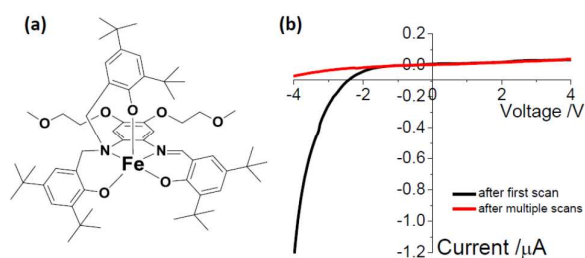 (a)
O
O
O
O
O
N
N
Fe
O
O
(b)
0.2
0.0
-4 -2 0 2 4
Voltage /V
-0.2
-0.4
-0.6
-0.8
-1.0
-1.2
after first scan
after multiple scans
Current /µA